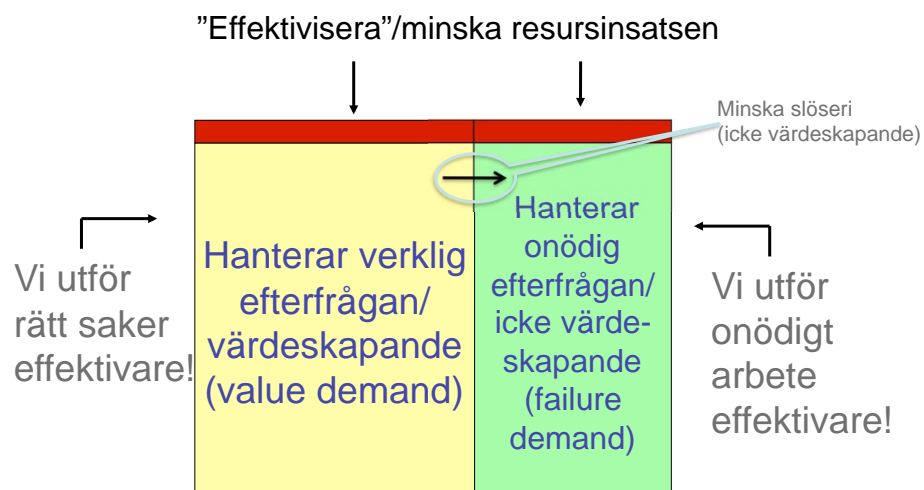 ”Effektivisera”/minska resursinsatsen
Minska slöseri
(icke värdeskapande)
Vi utför
rätt saker
effektivare!
Hanterar verklig
efterfrågan/
värdeskapande
(value demand)
Hanterar
onödig
efterfrågan/
icke värde-
skapande
(failure
demand)
Vi utför
onödigt
arbete
effektivare!